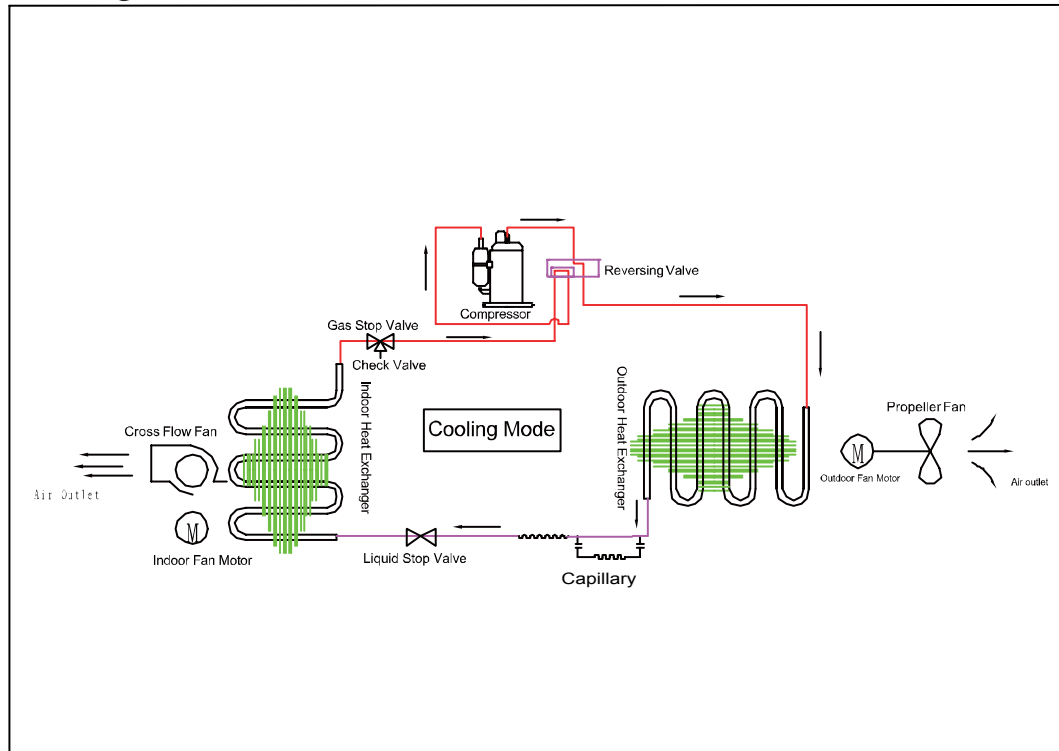 Reversing Valve
Compressor
Gas Stop Valve
Check Valve
Indoor Heat Exchanger
Outdoor Heat Exchanger
Cooling Mode
Propeller Fan
Cross Flow Fan
M
Outdoor Fan Motor
Air outlet
Air Outlet
M
Indoor Fan Motor
Liquid Stop Valve
Capillary